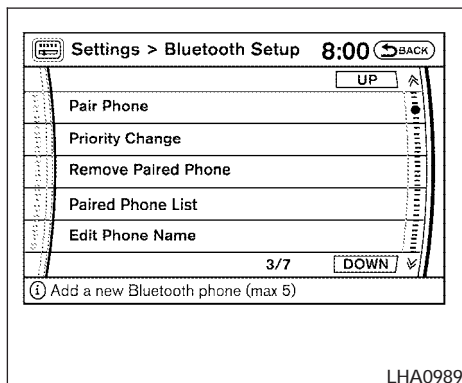 Settings > Bluetooth Setup 8:00 BACK
UP
Pair Phone
Priority Change
Remove Paired Phone
Paired Phone List
Edit Phone Name
3/7 DOWN
i Add a new Bluetooth phone (max 5)
LHA0989